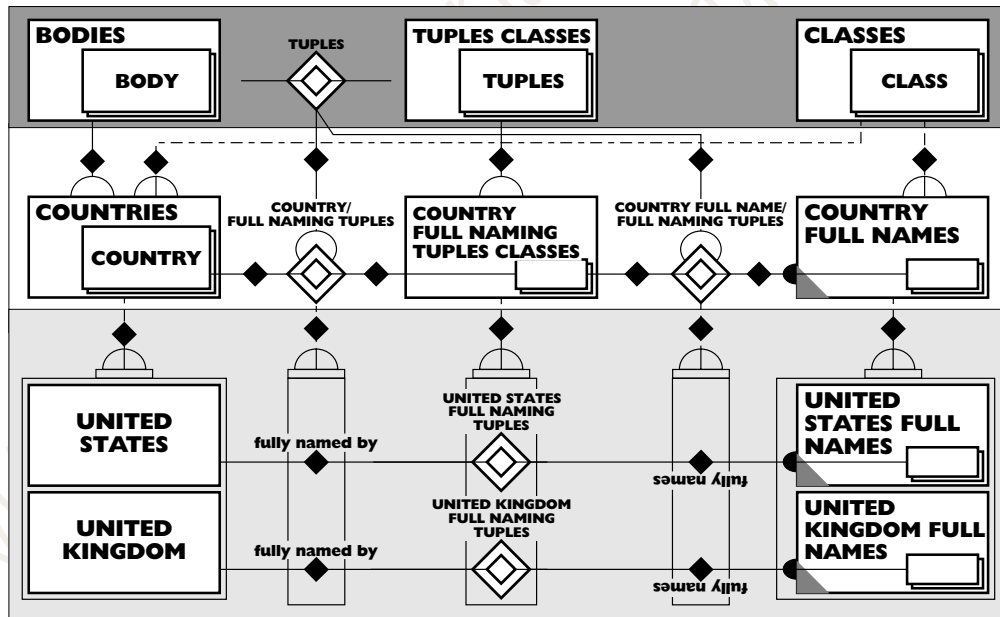 BODIES
BODY
TUPLES
TUPLES CLASSES
TUPLES
CLASSES
CLASS
COUNTRIES
COUNTRY
COUNTRY/
FULL NAMING TUPLES
COUNTRY
FULL NAMING
TUPLES CLASSES
COUNTRY FULL NAME/
FULL NAMING TUPLES
COUNTRY
FULL NAMES
UNITED
STATES
fully named by
UNITED STATES
FULL NAMING
TUPLES
fully names
UNITED
STATES FULL
NAMES
UNITED
KINGDOM
fully named by
UNITED KINGDOM
FULL NAMING
TUPLES
fully names
UNITED
KINGDOM FULL
NAMES